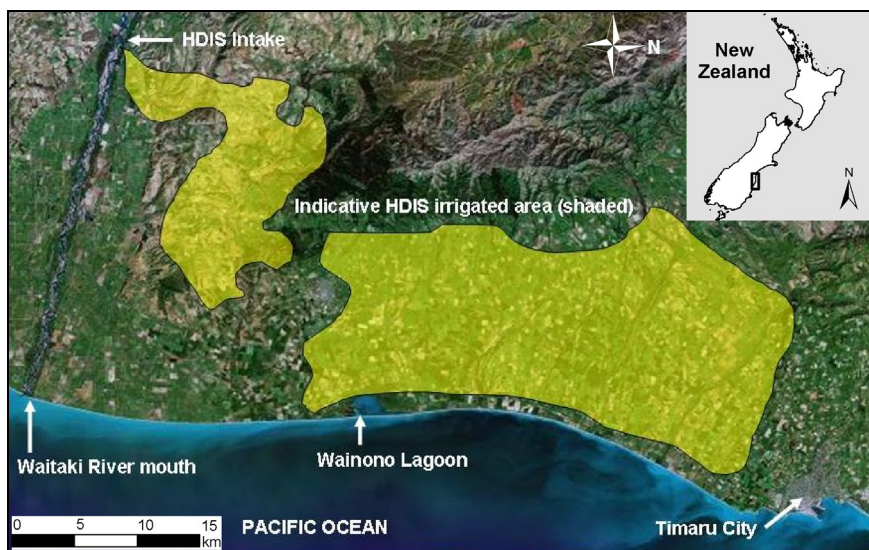 HDIS Intake
N
New
Zealand
N
Indicative HDIS irrigated area (shaded)
Waitaki River mouth
Wainono Lagoon
Timaru City
0 5 10 15
km
PACIFIC OCEAN